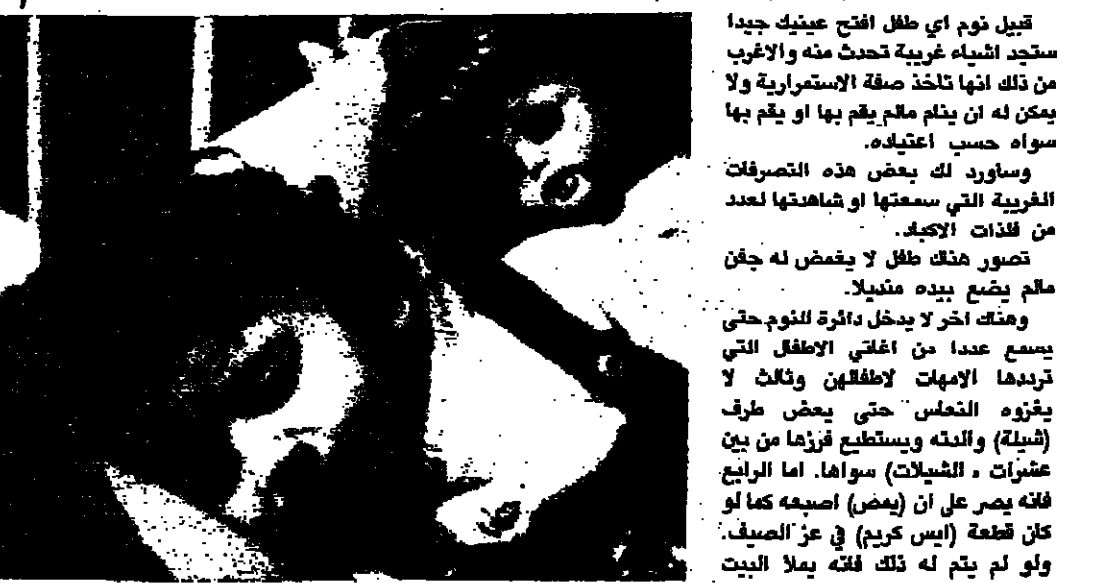 قبيل نوم اي طفل افتح عينيك جيدا
ستجد اشياء غريبة تحدث منه والاغرب
من ذلك انها تأخذ صفة الاستمرارية ولا
يمكن له ان ينام مالم يقم بها او يقم بها
سواه حسب اعتياده.
وساورد لك بعض هذه التصرفات
الغريبة التي سمعتها او شاهدتها لعدد
من فلذات الاكباد.
تصور هناك طفل لا يغمض له جفن
مالم يضع بيده منديلا.
وهناك اخر لا يدخل دائرة النوم حتى
يسمع عددا من اغاني الاطفال التي
ترددها الامهات لاطفالهن وثالث لا
يغزوه النعاس حتى يعض طرف
(شيلة) والدته ويستطيع فرزها من بين
عشرات « الشيلات) سواها. اما الرابع
فانه يصر على ان (يمض) اصبعه كما لو
كان قطعة (ايس كريم) في عز الصيف.
ولو لم يتم له ذلك فانه يملأ البيت